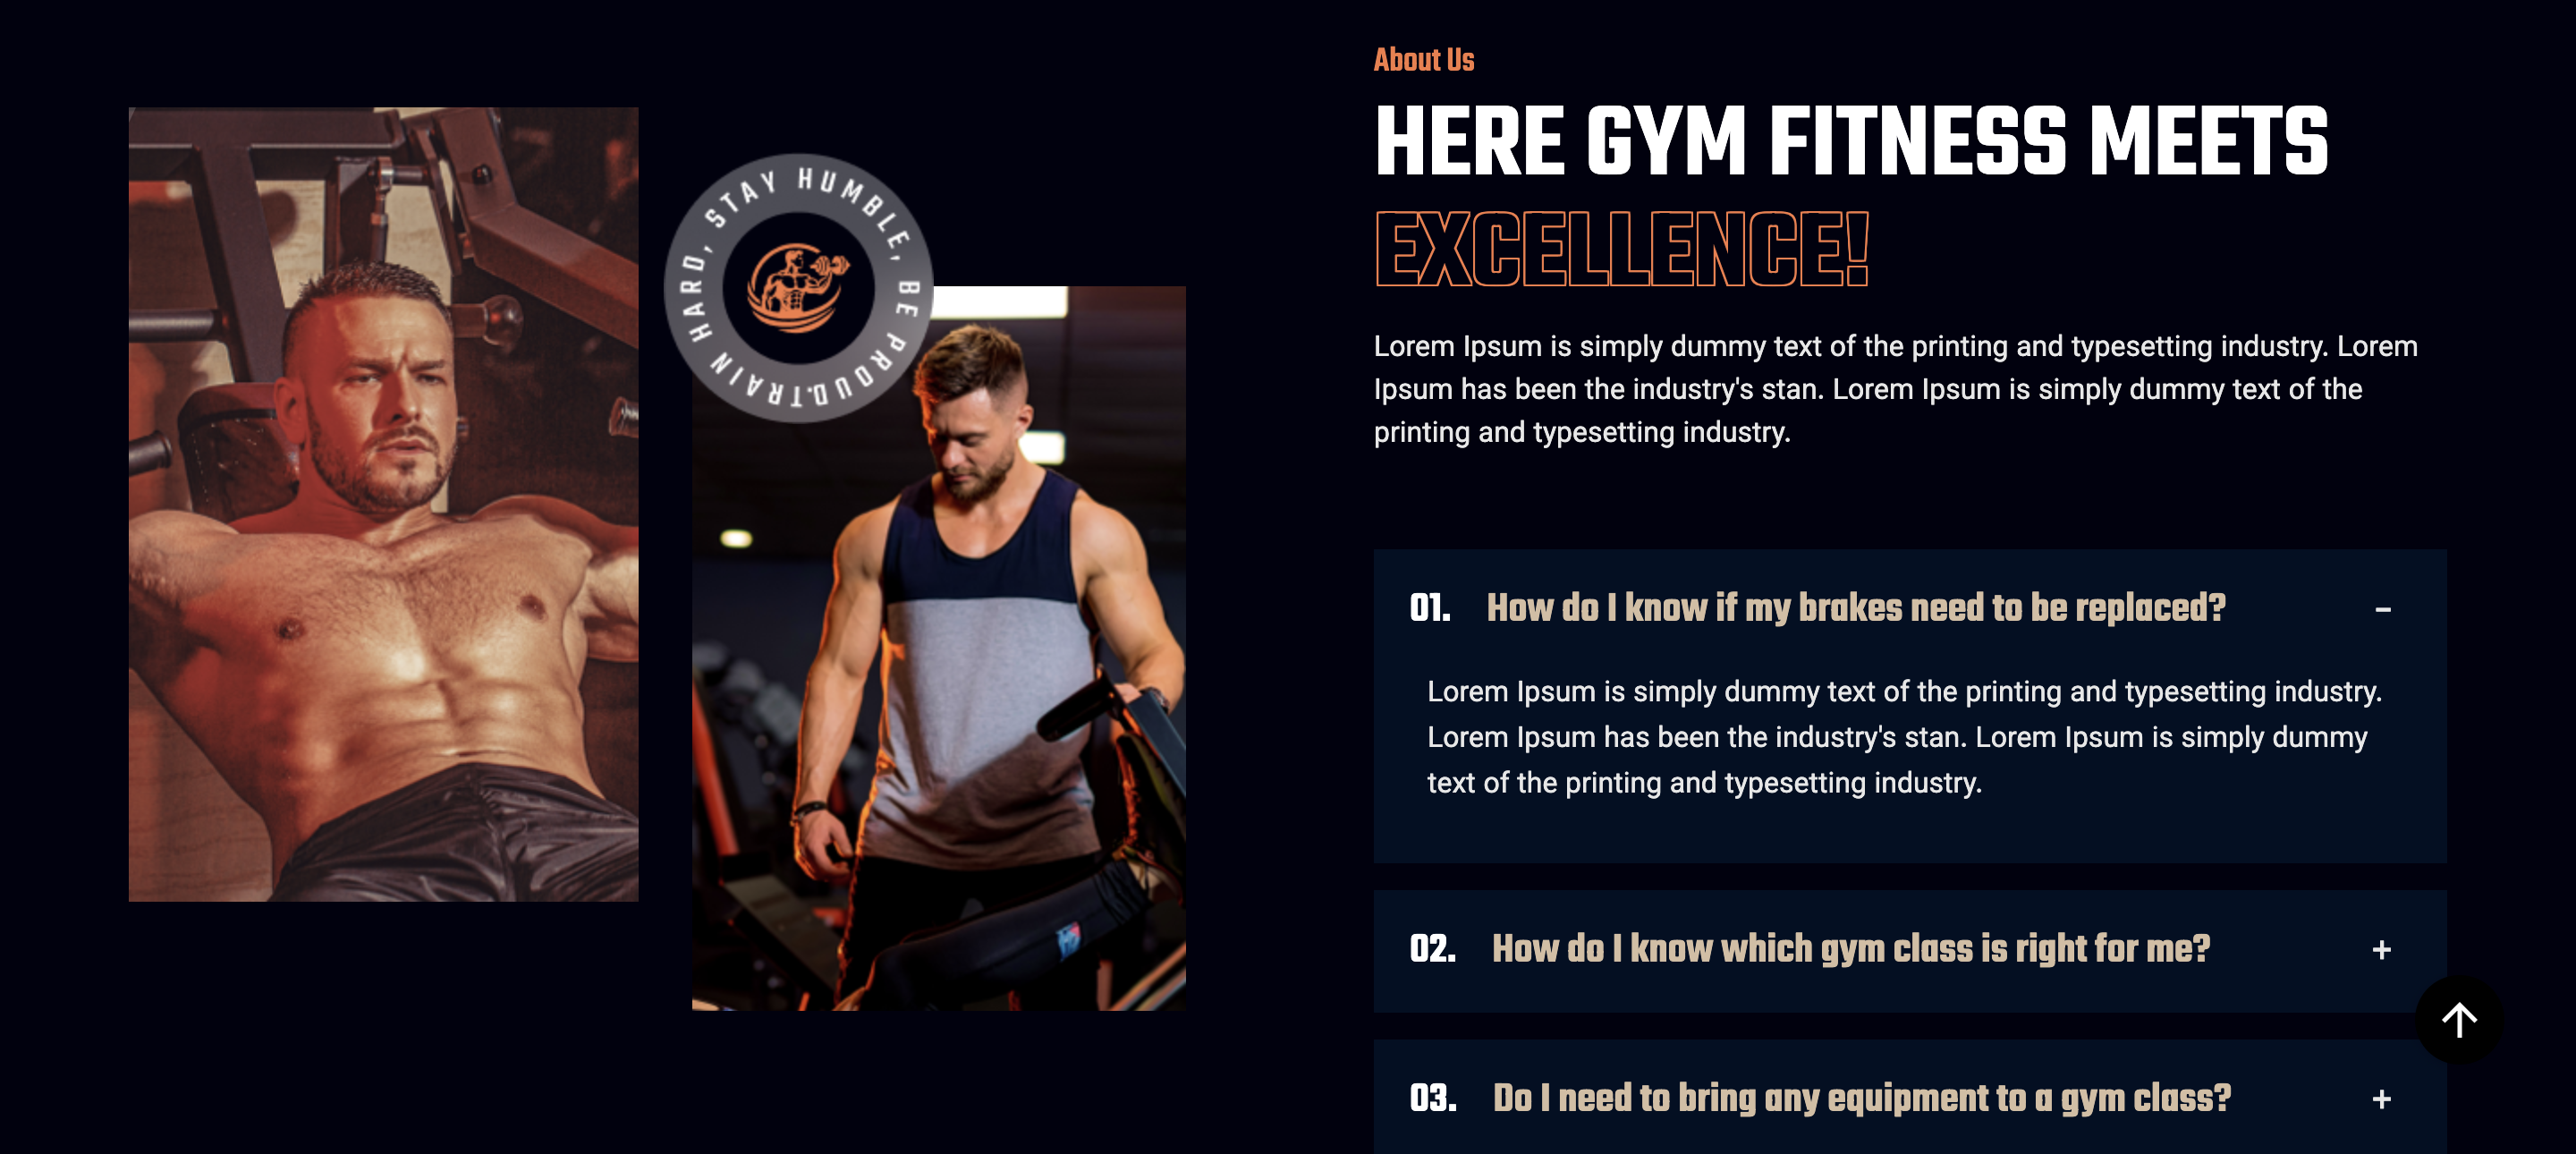 TRAIN HARD, STAY HUMBLE, BE PROUD.
About Us
HERE GYM FITNESS MEETS
EXCELLENCE!
Lorem Ipsum is simply dummy text of the printing and typesetting industry. Lorem
Ipsum has been the industry's stan. Lorem Ipsum is simply dummy text of the
printing and typesetting industry.
01. How do I know if my brakes need to be replaced? −
Lorem Ipsum is simply dummy text of the printing and typesetting industry.
Lorem Ipsum has been the industry's stan. Lorem Ipsum is simply dummy
text of the printing and typesetting industry.
02. How do I know which gym class is right for me? +
03. Do I need to bring any equipment to a gym class? +